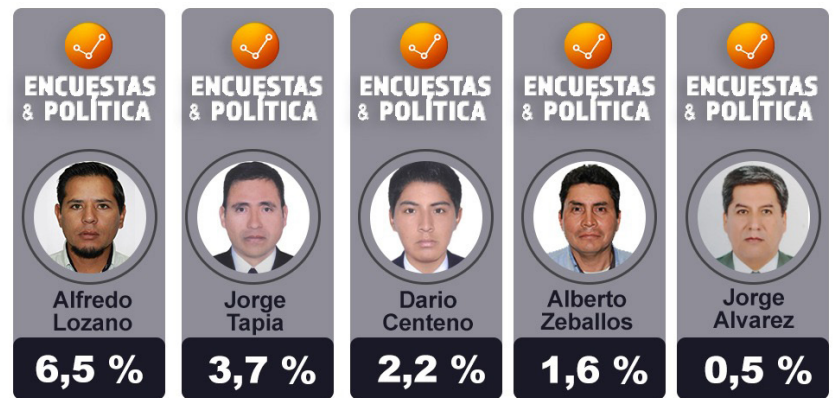 ENCUESTAS
& POLÍTICA
Alfredo
Lozano
6,5 %
ENCUESTAS
& POLÍTICA
Jorge
Tapia
3,7 %
ENCUESTAS
& POLÍTICA
Dario
Centeno
2,2 %
ENCUESTAS
& POLÍTICA
Alberto
Zeballos
1,6 %
ENCUESTAS
& POLÍTICA
Jorge
Alvarez
0,5 %